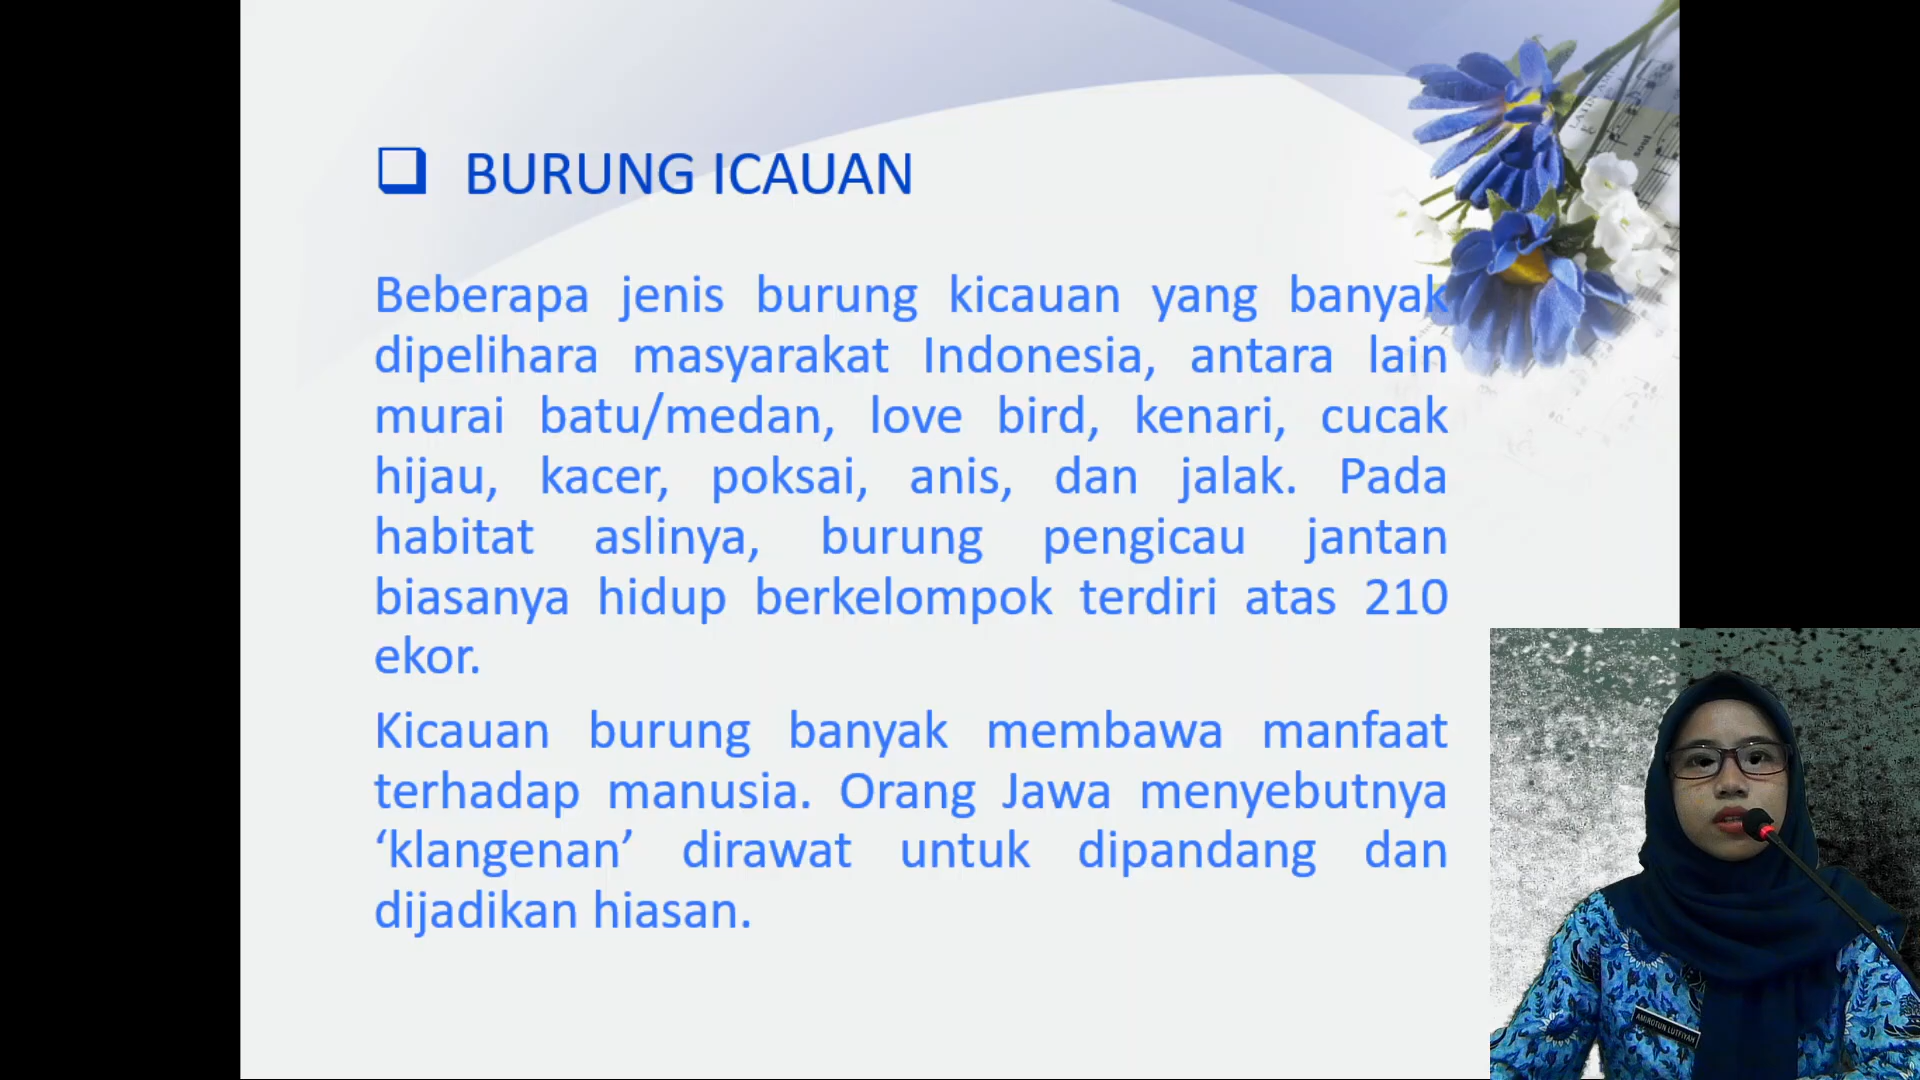 BURUNG ICAUAN
Beberapa jenis burung kicauan yang banyak
dipelihara masyarakat Indonesia, antara lain
murai batu/medan, love bird, kenari, cucak
hijau, kacer, poksai, anis, dan jalak. Pada
habitat aslinya, burung pengicau jantan
biasanya hidup berkelompok terdiri atas 210
ekor.
Kicauan burung banyak membawa manfaat
terhadap manusia. Orang Jawa menyebutnya
‘klangenan’ dirawat untuk dipandang dan
dijadikan hiasan.
AMIROTUN LUTFIYAH